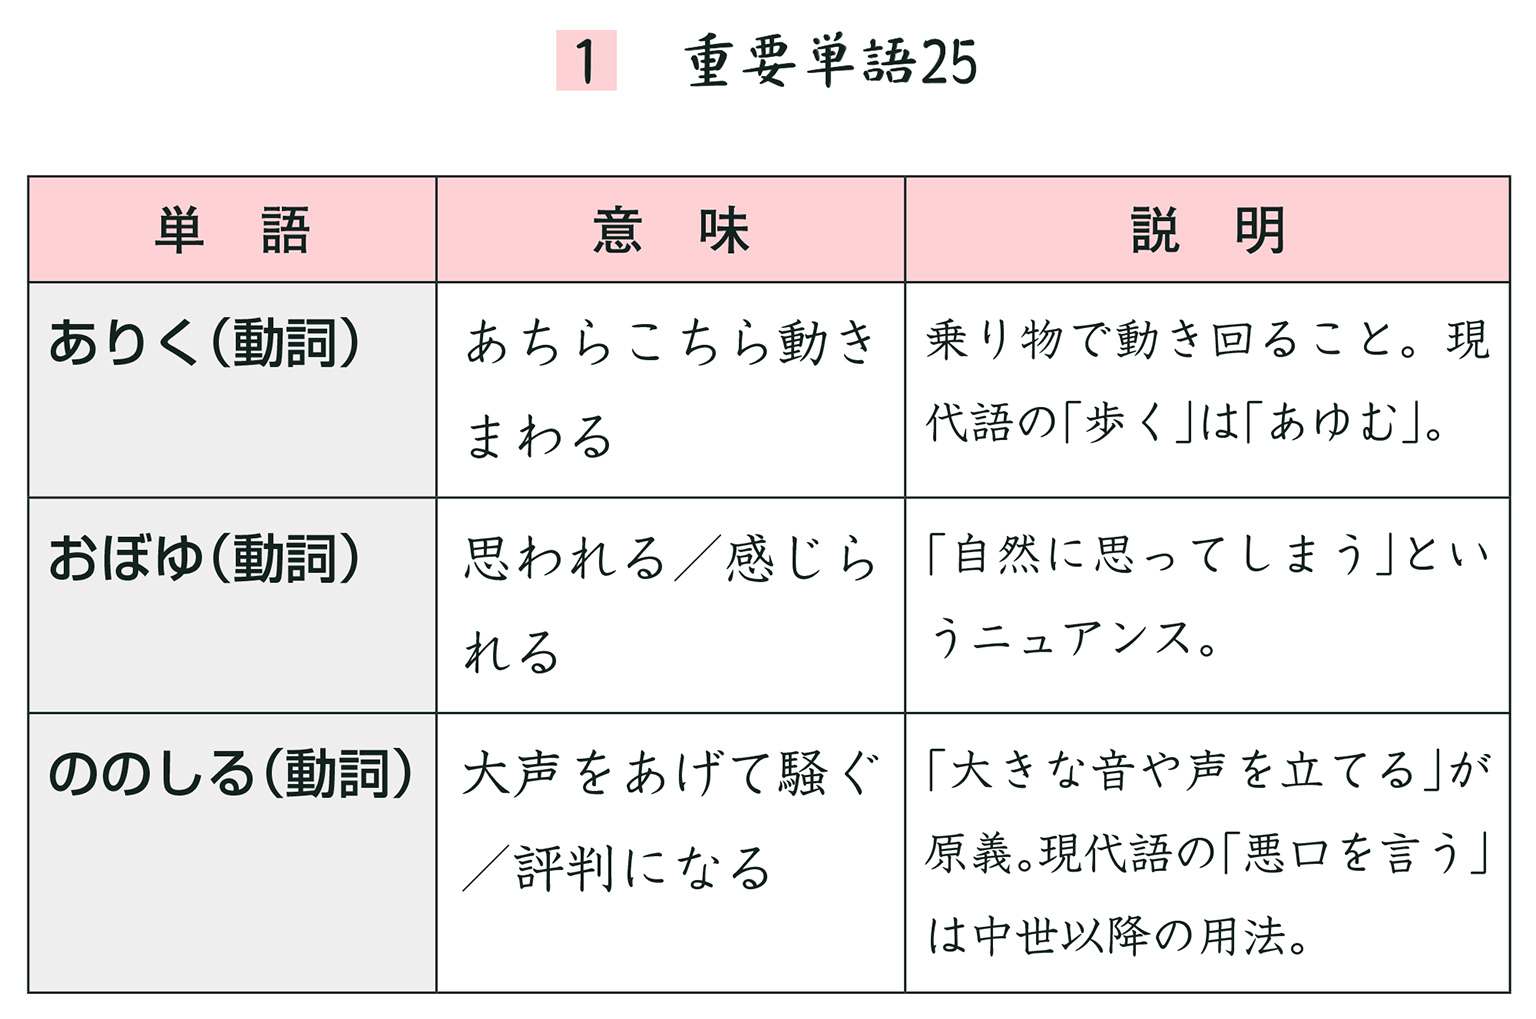 1 重要単語25
単 語
意 味
説 明
ありく(動詞)
あちらこちら動き
まわる
乗り物で動き回ること。現
代語の「歩く」は「あゆむ」。
おぼゆ(動詞)
思われる／感じら
れる
「自然に思ってしまう」とい
うニュアンス。
ののしる(動詞)
大声をあげて騒ぐ
／評判になる
「大きな音や声を立てる」が
原義。現代語の「悪口を言う」
は中世以降の用法。